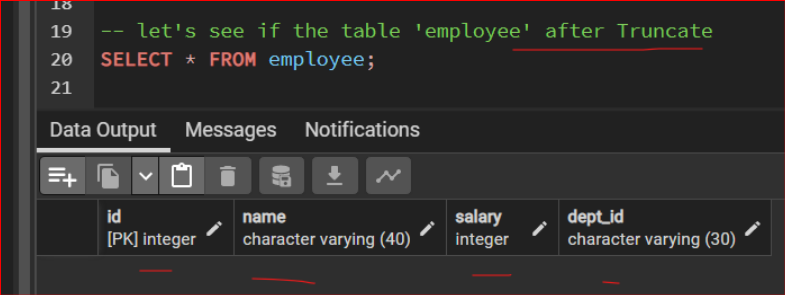 18
19 -- let's see if the table 'employee' after Truncate
20 SELECT * FROM employee;
21
Data Output Messages Notifications
id name salary dept_id
[PK] integer character varying (40) integer character varying (30)